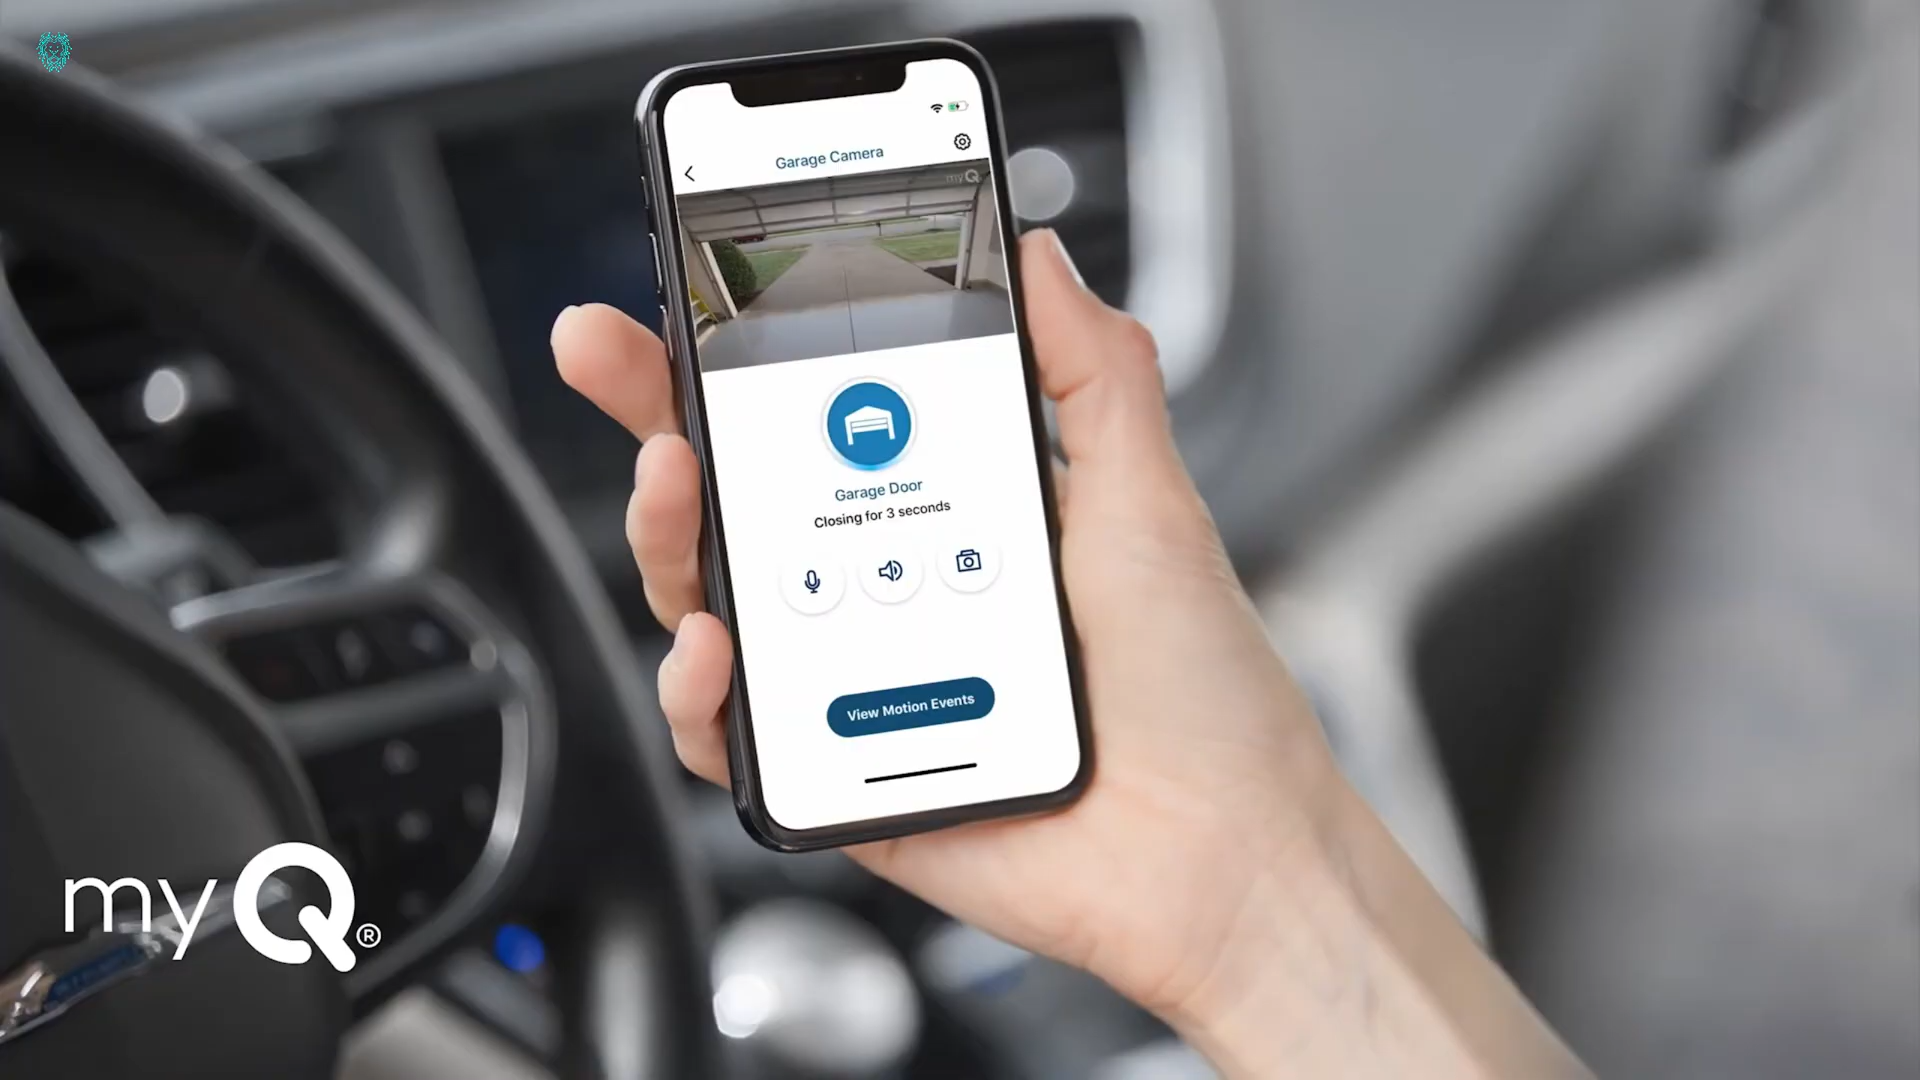 Garage Camera
myQ
Garage Door
Closing for 3 seconds
View Motion Events
myQ®